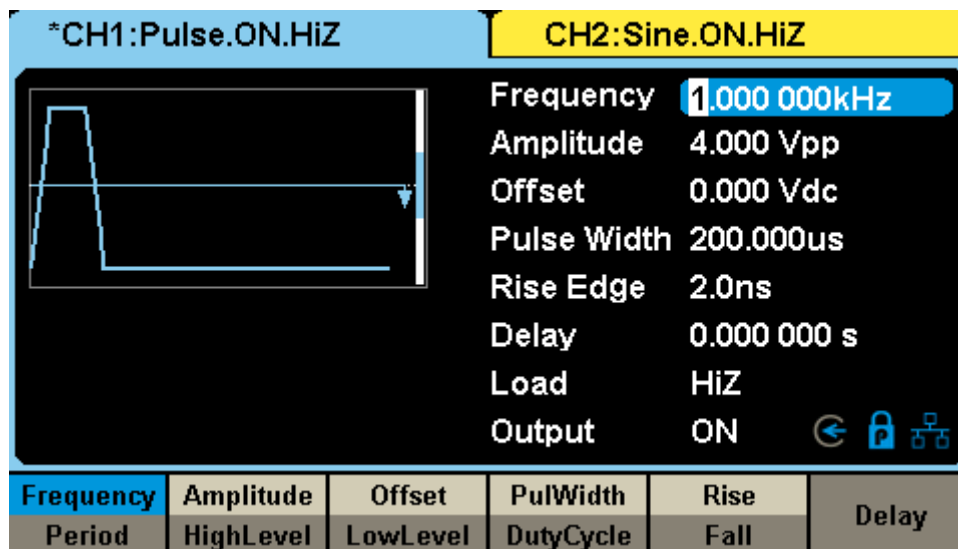 *CH1:Pulse.ON.HiZ CH2:Sine.ON.HiZ
Frequency 1.000 000kHz
Amplitude 4.000 Vpp
Offset 0.000 Vdc
Pulse Width 200.000us
Rise Edge 2.0ns
Delay 0.000 000 s
Load HiZ
Output ON
Frequency Amplitude Offset PulWidth Rise Delay
Period HighLevel LowLevel DutyCycle Fall